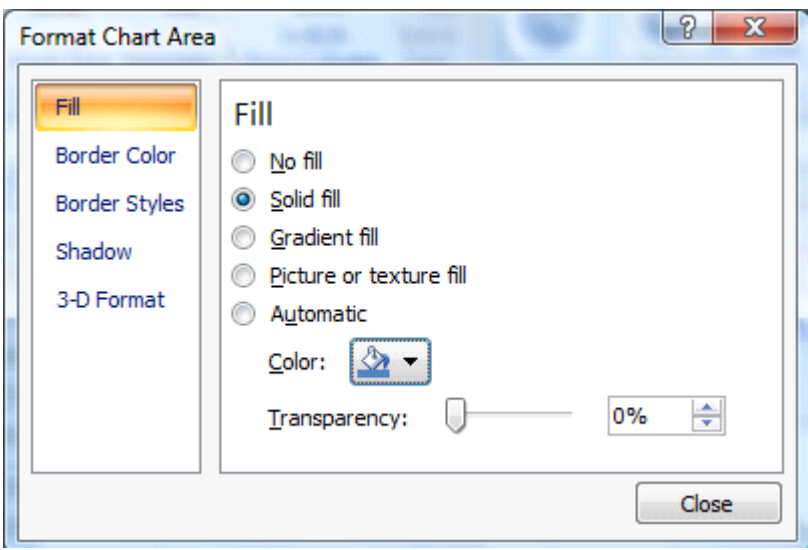 Format Chart Area
?
X
Fill
Border Color
Border Styles
Shadow
3-D Format
Fill
No fill
Solid fill
Gradient fill
Picture or texture fill
Automatic
Color:
Transparency: 0%
Close